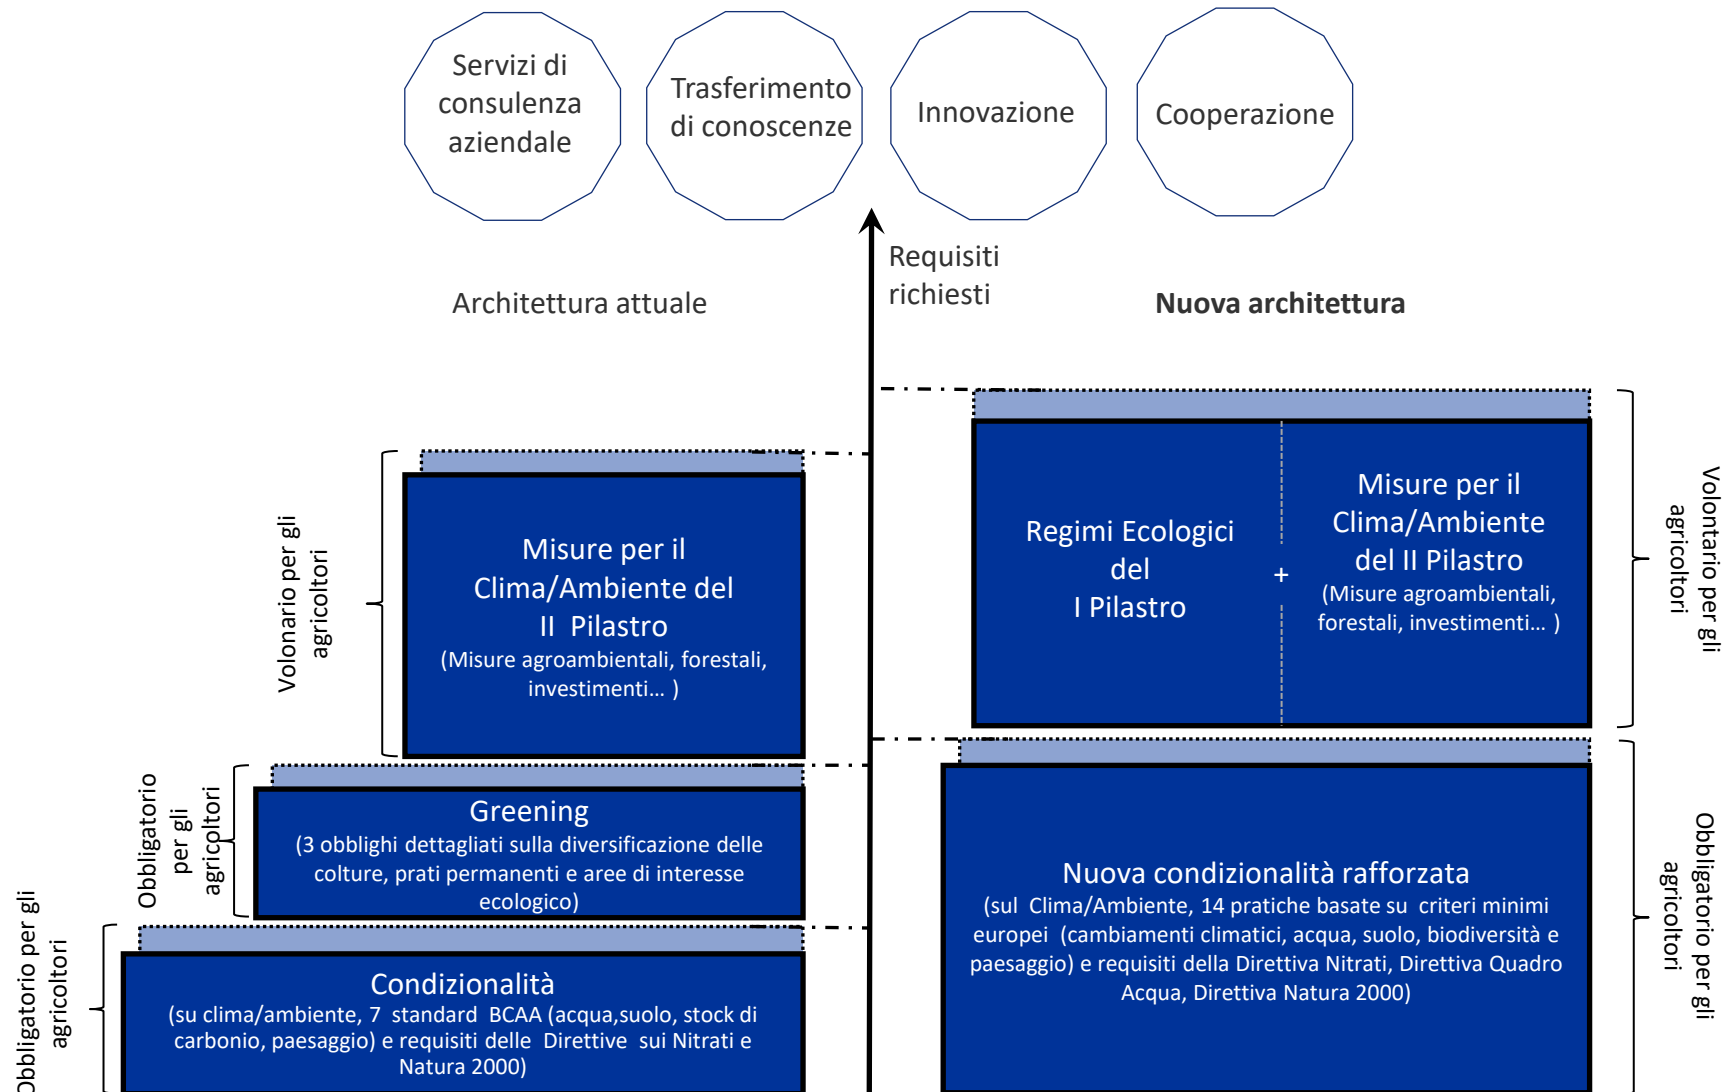 Servizi di
consulenza
aziendale
Trasferimento
di conoscenze
Innovazione
Cooperazione
Requisiti
richiesti
Architettura attuale
Nuova architettura
Volonario per gli
agricoltori
Misure per il
Clima/Ambiente del
II Pilastro
(Misure agroambientali, forestali,
investimenti... )
Obbligatorio
per gli
agricoltori
Greening
(3 obblighi dettagliati sulla diversificazione delle
colture, prati permanenti e aree di interesse
ecologico)
Obbligatorio per gli
agricoltori
Condizionalità
(su clima/ambiente, 7 standard BCAA (acqua,suolo, stock di
carbonio, paesaggio) e requisiti delle Direttive sui Nitrati e
Natura 2000)
Regimi Ecologici
del
I Pilastro
+
Misure per il
Clima/Ambiente
del II Pilastro
(Misure agroambientali,
forestali, investimenti... )
Volontario per gli
agricoltori
Nuova condizionalità rafforzata
(sul Clima/Ambiente, 14 pratiche basate su criteri minimi
europei (cambiamenti climatici, acqua, suolo, biodiversità e
paesaggio) e requisiti della Direttiva Nitrati, Direttiva Quadro
Acqua, Direttiva Natura 2000)
Obbligatorio per gli
agricoltori